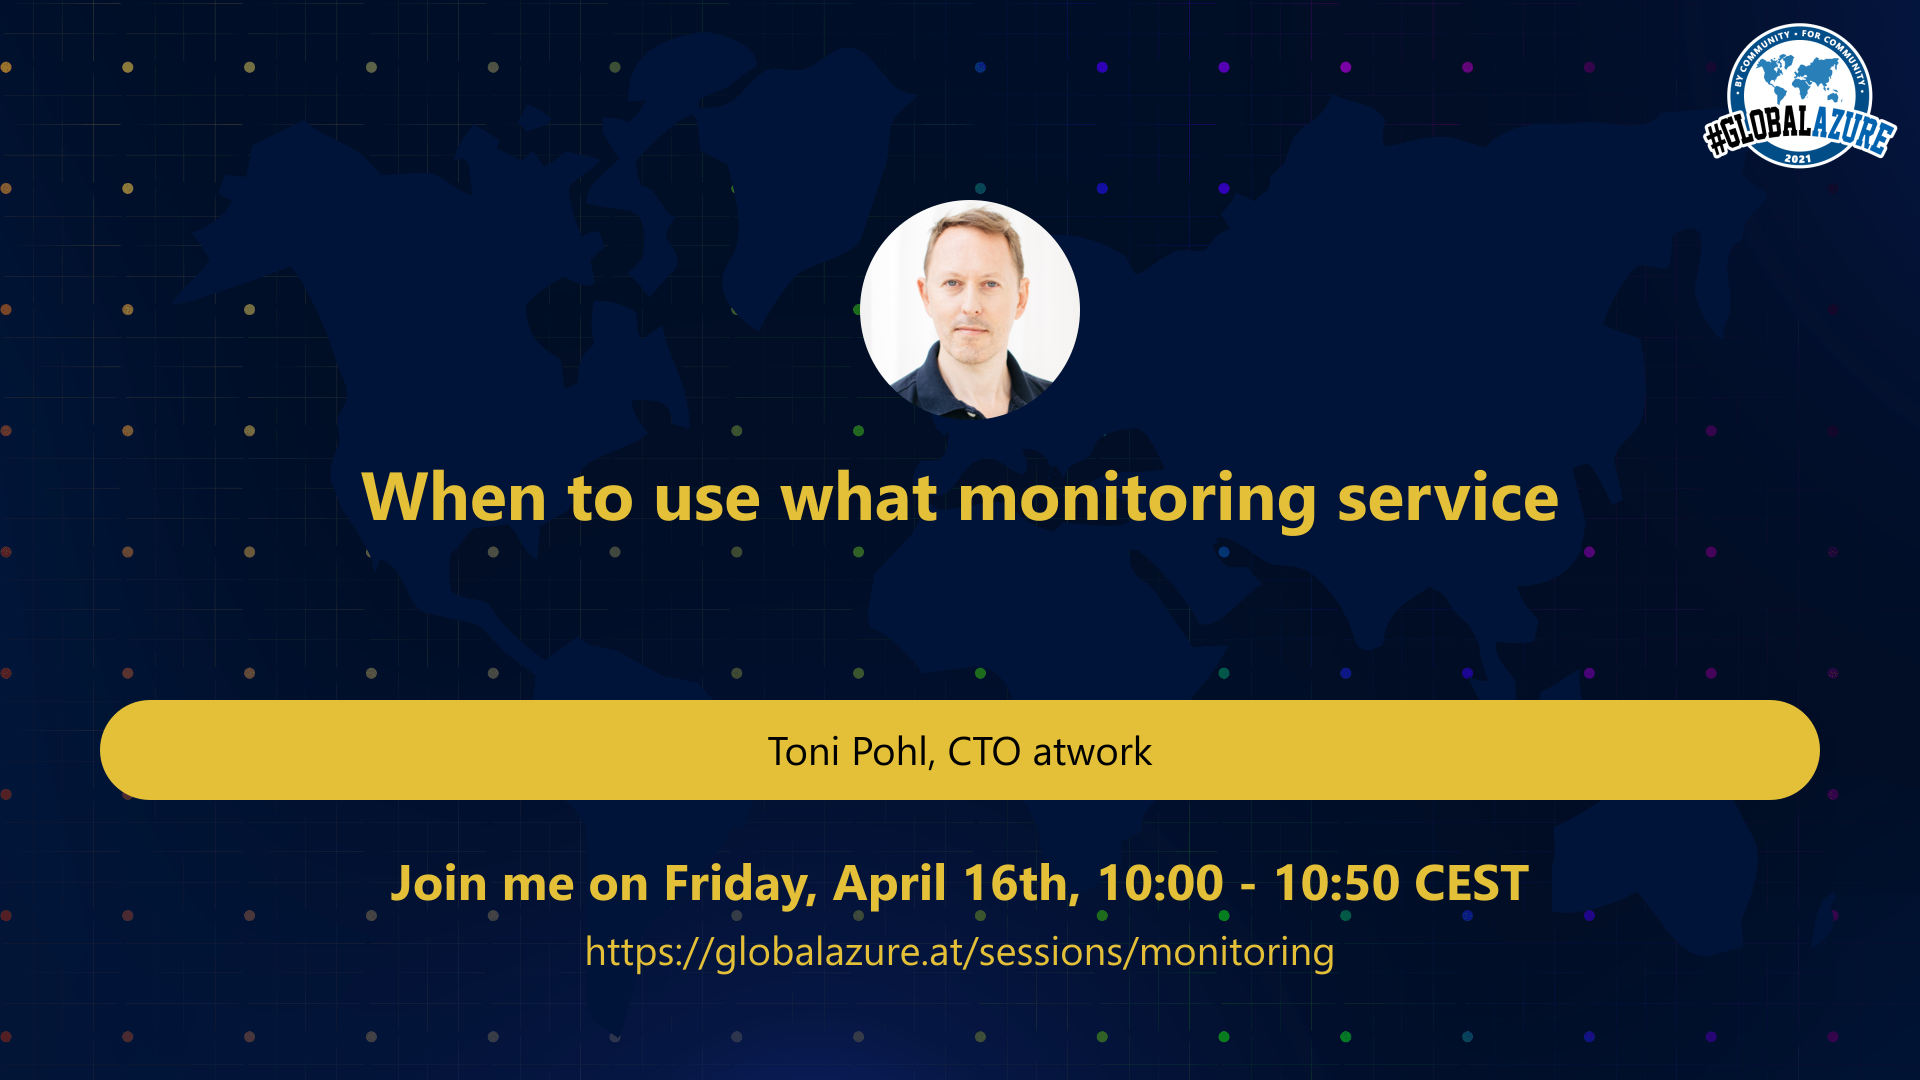 • BY COMMUNITY • FOR COMMUNITY •
#GLOBALAZURE
2021
When to use what monitoring service
Toni Pohl, CTO atwork
Join me on Friday, April 16th, 10:00 - 10:50 CEST
https://globalazure.at/sessions/monitoring